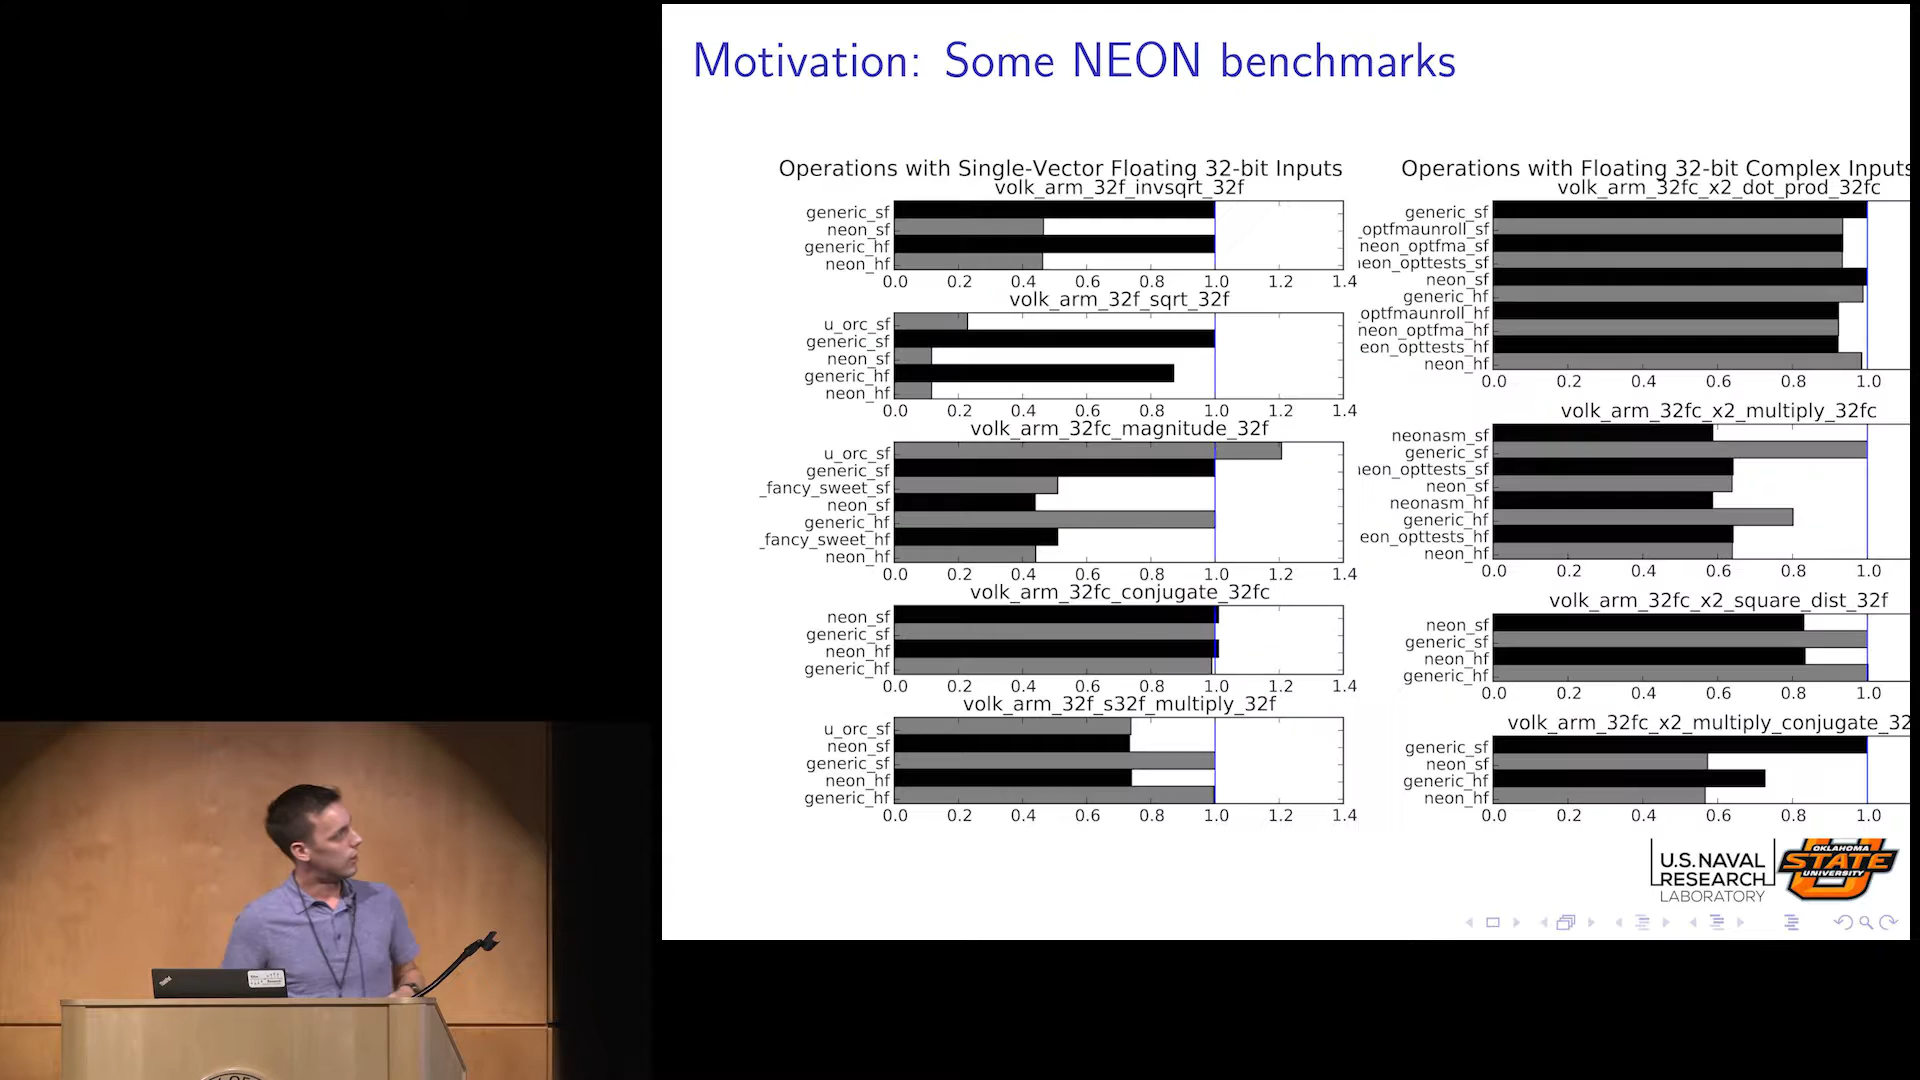 Motivation: Some NEON benchmarks
Operations with Single-Vector Floating 32-bit Inputs
volk_arm_32f_invsqrt_32f
generic_sf
neon_sf
generic_hf
neon_hf
0.0 0.2 0.4 0.6 0.8 1.0 1.2 1.4
volk_arm_32f_sqrt_32f
u_orc_sf
generic_sf
neon_sf
generic_hf
neon_hf
0.0 0.2 0.4 0.6 0.8 1.0 1.2 1.4
volk_arm_32fc_magnitude_32f
u_orc_sf
generic_sf
_fancy_sweet_sf
neon_sf
generic_hf
_fancy_sweet_hf
neon_hf
0.0 0.2 0.4 0.6 0.8 1.0 1.2 1.4
volk_arm_32fc_conjugate_32fc
neon_sf
generic_sf
neon_hf
generic_hf
0.0 0.2 0.4 0.6 0.8 1.0 1.2 1.4
volk_arm_32f_s32f_multiply_32f
u_orc_sf
neon_sf
generic_sf
neon_hf
generic_hf
0.0 0.2 0.4 0.6 0.8 1.0 1.2 1.4
Operations with Floating 32-bit Complex Inputs
volk_arm_32fc_x2_dot_prod_32fc
generic_sf
_optfmaunroll_sf
neon_optfma_sf
eon_opttests_sf
neon_sf
generic_hf
optfmaunroll_hf
neon_optfma_hf
eon_opttests_hf
neon_hf
0.0 0.2 0.4 0.6 0.8 1.0
volk_arm_32fc_x2_multiply_32fc
neonasm_sf
generic_sf
eon_opttests_sf
neon_sf
neonasm_hf
generic_hf
eon_opttests_hf
neon_hf
0.0 0.2 0.4 0.6 0.8 1.0
volk_arm_32fc_x2_square_dist_32f
neon_sf
generic_sf
neon_hf
generic_hf
0.0 0.2 0.4 0.6 0.8 1.0
volk_arm_32fc_x2_multiply_conjugate_32
generic_sf
neon_sf
generic_hf
neon_hf
0.0 0.2 0.4 0.6 0.8 1.0
U.S. NAVAL
RESEARCH
LABORATORY
OKLAHOMA
STATE
UNIVERSITY